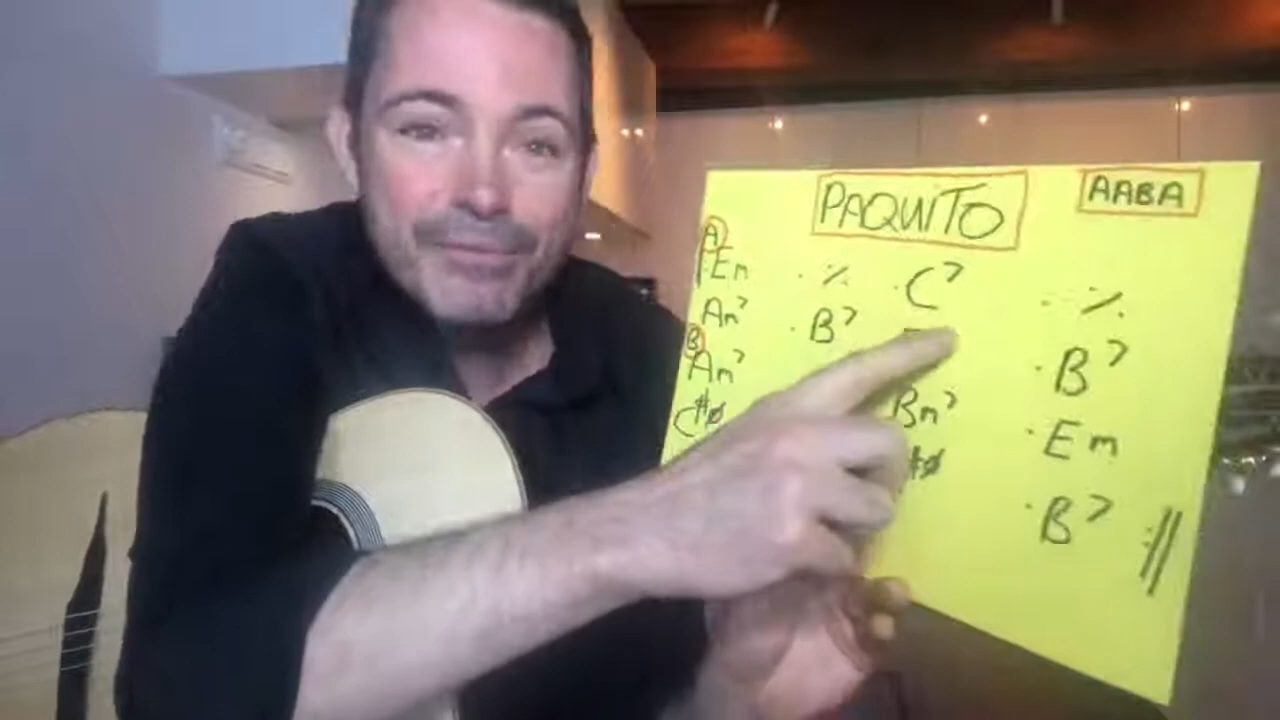 PAQUITO AABA
A
Em . ٪ . C7 . ٪
Am7 . B7 . B7
B
Am7 Bm7 . Em
C#ø #ø . B7